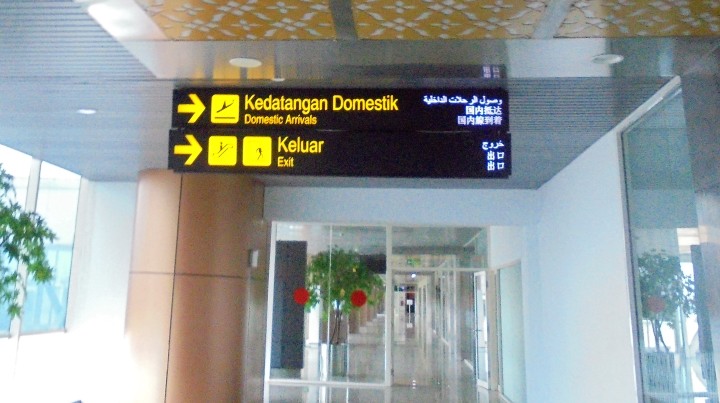 Kedatangan Domestik
Domestic Arrivals
وصول الرحلات الداخلية
国内抵达
国内線到着
Keluar
Exit
خروج
出口
出口